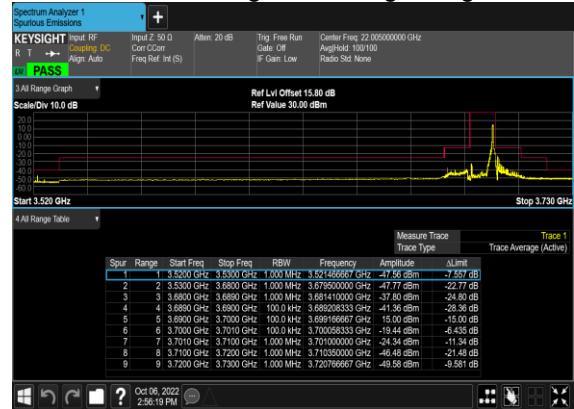 Spectrum Analyzer 1
Spurious Emissions
KEYSIGHT Input: RF Input Z: 50 Ω Atten: 20 dB Trig: Free Run Center Freq: 22.005000000 GHz
R T Coupling: DC Corr CCorr Gate: Off Avg|Hold: 100/100
Align: Auto Freq Ref: Int (S) IF Gain: Low Radio Std: None
PASS
3 All Range Graph
Ref Lvl Offset 15.80 dB
Scale/Div 10.0 dB Ref Value 30.00 dBm
20.0
10.0
0.00
-10.0
-20.0
-30.0
-40.0
-50.0
-60.0
Start 3.520 GHz Stop 3.730 GHz
4 All Range Table
Measure Trace Trace 1
Trace Type Trace Average (Active)
Spur Range Start Freq Stop Freq RBW Frequency Amplitude ΔLimit
1 1 3.5200 GHz 3.5300 GHz 1.000 MHz 3.521466667 GHz -47.56 dBm -7.557 dB
2 2 3.5300 GHz 3.6800 GHz 1.000 MHz 3.679500000 GHz -47.77 dBm -22.77 dB
3 3 3.6800 GHz 3.6890 GHz 1.000 MHz 3.681410000 GHz -37.80 dBm -24.80 dB
4 4 3.6890 GHz 3.6900 GHz 100.0 kHz 3.689208333 GHz -41.36 dBm -28.36 dB
5 5 3.6900 GHz 3.7000 GHz 100.0 kHz 3.699166667 GHz 15.00 dBm -15.00 dB
6 6 3.7000 GHz 3.7010 GHz 100.0 kHz 3.700058333 GHz -19.44 dBm -6.435 dB
7 7 3.7010 GHz 3.7100 GHz 1.000 MHz 3.701000000 GHz -24.34 dBm -11.34 dB
8 8 3.7100 GHz 3.7200 GHz 1.000 MHz 3.710350000 GHz -46.48 dBm -21.48 dB
9 9 3.7200 GHz 3.7300 GHz 1.000 MHz 3.720766667 GHz -49.58 dBm -9.581 dB
Oct 06, 2022
2:56:19 PM